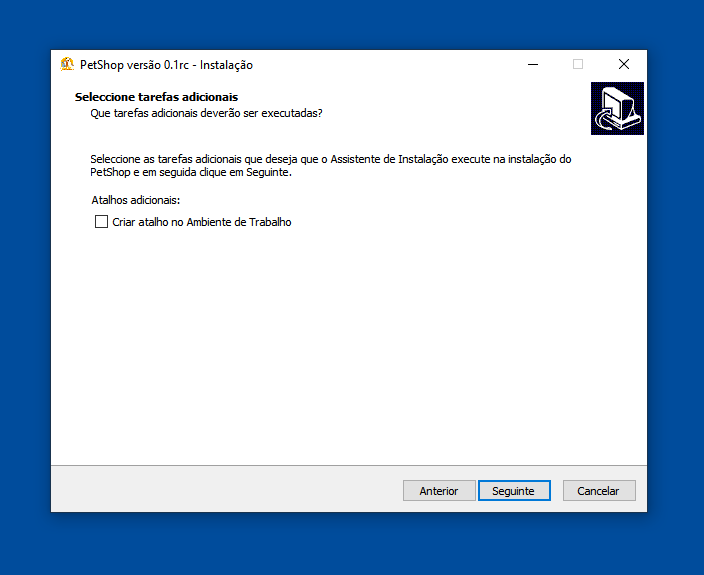 PetShop versão 0.1rc - Instalação
Seleccione tarefas adicionais
Que tarefas adicionais deverão ser executadas?
Seleccione as tarefas adicionais que deseja que o Assistente de Instalação execute na instalação do
PetShop e em seguida clique em Seguinte.
Atalhos adicionais:
Criar atalho no Ambiente de Trabalho
Anterior
Seguinte
Cancelar